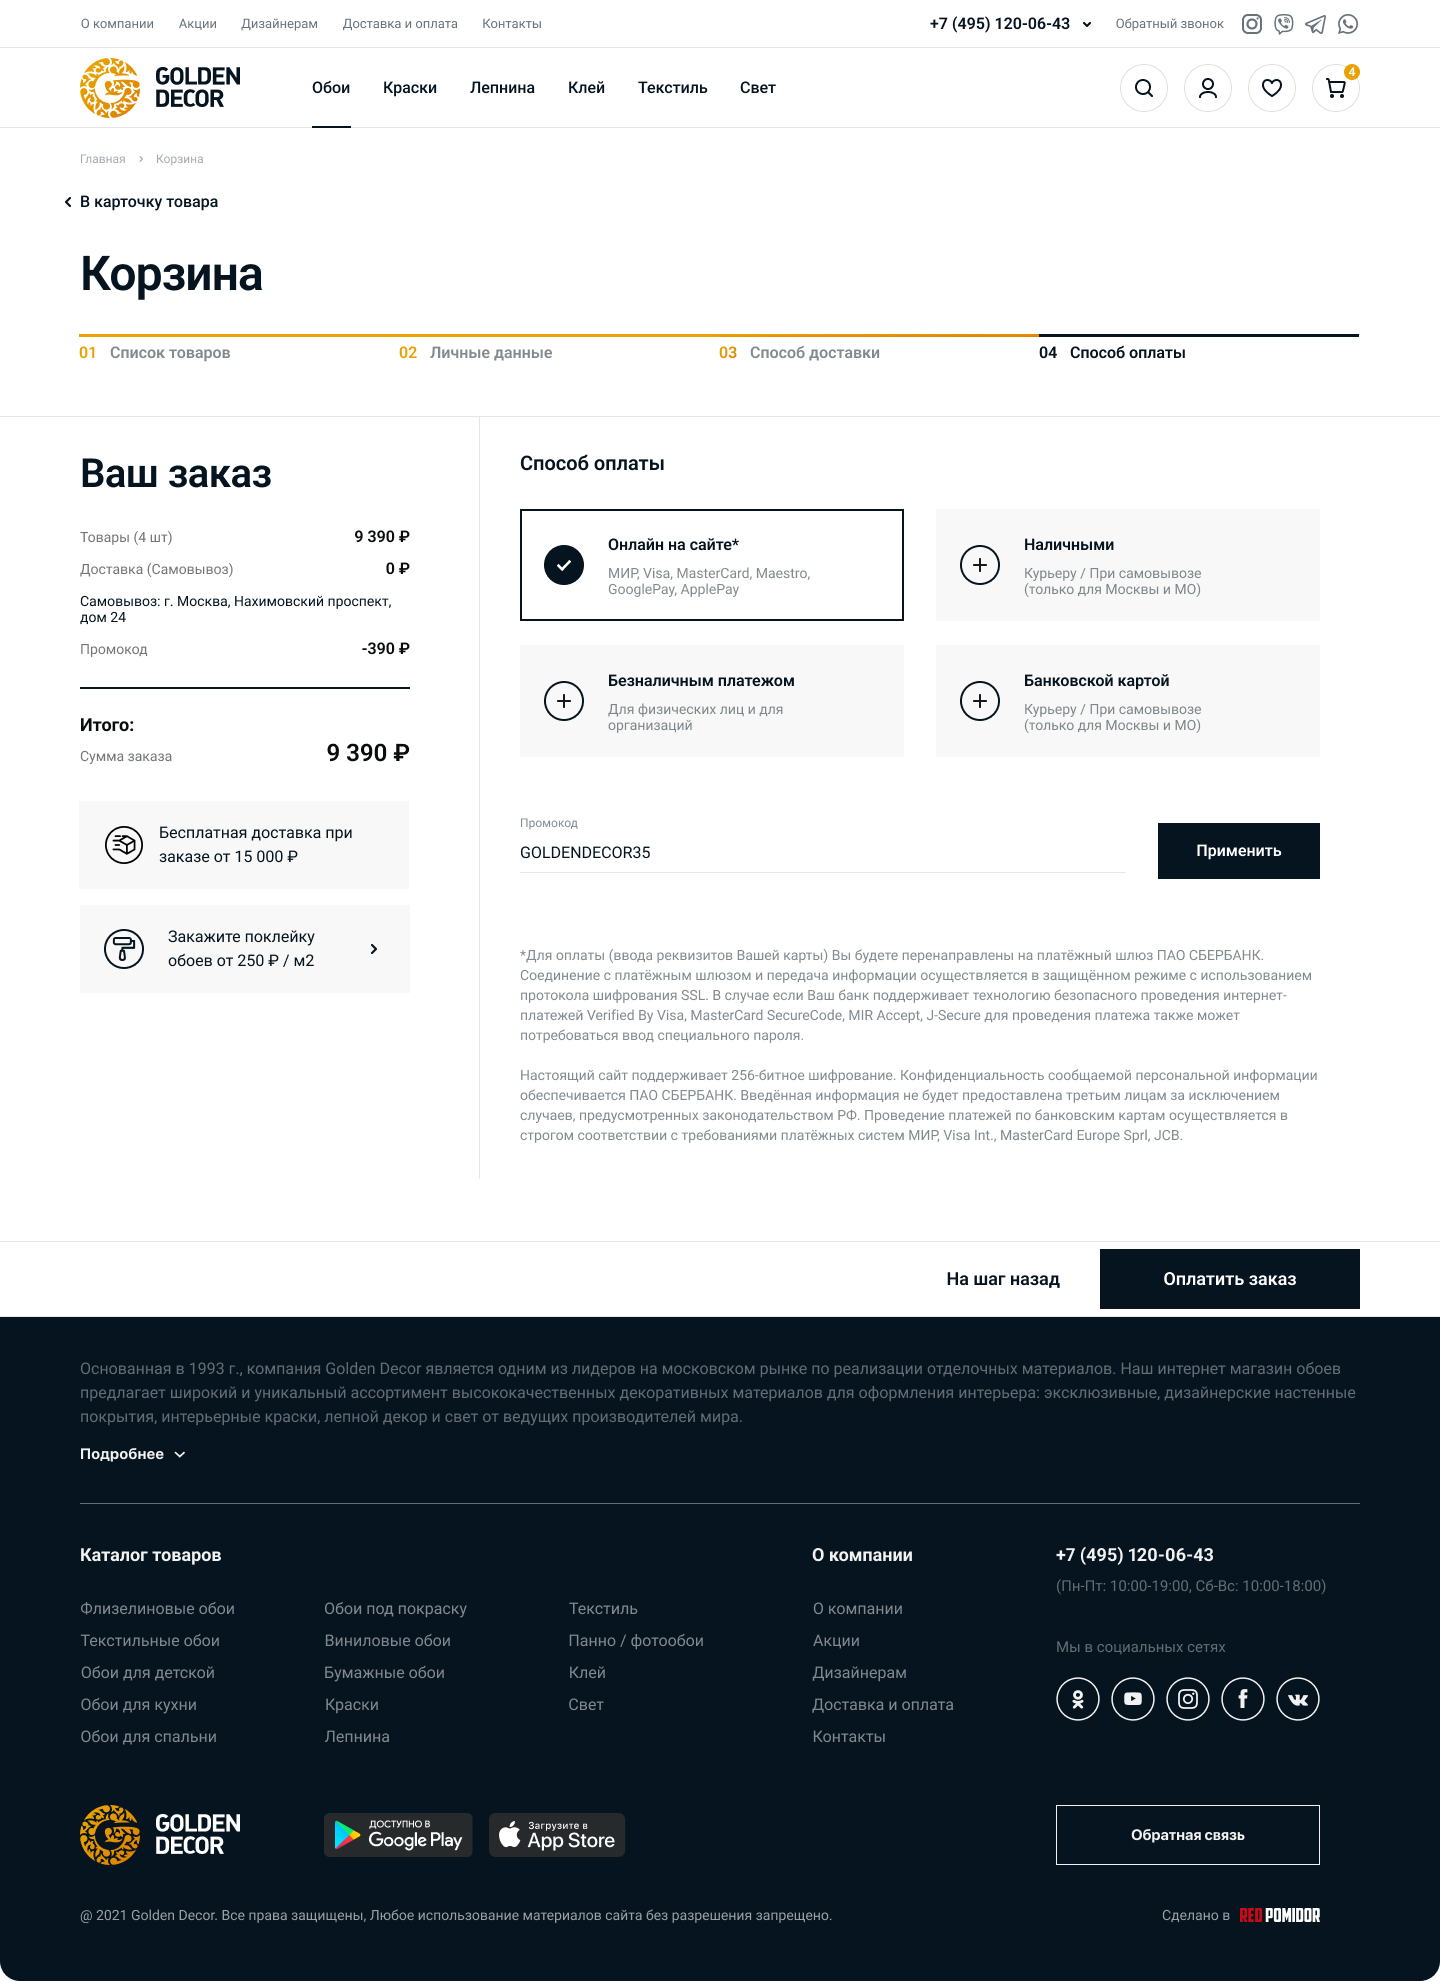 О компании Акции Дизайнерам Доставка и оплата Контакты +7 (495) 120-06-43 Обратный звонок
GOLDEN
DECOR
Обои Краски Лепнина Клей Текстиль Свет 4
Главная Корзина
В карточку товара
Корзина
01 Список товаров 02 Личные данные 03 Способ доставки 04 Способ оплаты
Ваш заказ
Товары (4 шт) 9 390 ₽
Доставка (Самовывоз) 0 ₽
Самовывоз: г. Москва, Нахимовский проспект,
дом 24
Промокод -390 ₽
Итого:
Сумма заказа 9 390 ₽
Бесплатная доставка при
заказе от 15 000 ₽
Закажите поклейку
обоев от 250 ₽ / м2
Способ оплаты
Онлайн на сайте*
МИР, Visa, MasterCard, Maestro,
GooglePay, ApplePay
Наличными
Курьеру / При самовывозе
(только для Москвы и МО)
Безналичным платежом
Для физических лиц и для
организаций
Банковской картой
Курьеру / При самовывозе
(только для Москвы и МО)
Промокод
GOLDENDECOR35
Применить
*Для оплаты (ввода реквизитов Вашей карты) Вы будете перенаправлены на платёжный шлюз ПАО СБЕРБАНК.
Соединение с платёжным шлюзом и передача информации осуществляется в защищённом режиме с использованием
протокола шифрования SSL. В случае если Ваш банк поддерживает технологию безопасного проведения интернет-
платежей Verified By Visa, MasterCard SecureCode, MIR Accept, J-Secure для проведения платежа также может
потребоваться ввод специального пароля.
Настоящий сайт поддерживает 256-битное шифрование. Конфиденциальность сообщаемой персональной информации
обеспечивается ПАО СБЕРБАНК. Введённая информация не будет предоставлена третьим лицам за исключением
случаев, предусмотренных законодательством РФ. Проведение платежей по банковским картам осуществляется в
строгом соответствии с требованиями платёжных систем МИР, Visa Int., MasterCard Europe Sprl, JCB.
На шаг назад Оплатить заказ
Основанная в 1993 г., компания Golden Decor является одним из лидеров на московском рынке по реализации отделочных материалов. Наш интернет магазин обоев
предлагает широкий и уникальный ассортимент высококачественных декоративных материалов для оформления интерьера: эксклюзивные, дизайнерские настенные
покрытия, интерьерные краски, лепной декор и свет от ведущих производителей мира.
Подробнее
Каталог товаров
Флизелиновые обои
Текстильные обои
Обои для детской
Обои для кухни
Обои для спальни
Обои под покраску
Виниловые обои
Бумажные обои
Краски
Лепнина
Текстиль
Панно / фотообои
Клей
Свет
О компании
О компании
Акции
Дизайнерам
Доставка и оплата
Контакты
+7 (495) 120-06-43
(Пн-Пт: 10:00-19:00, Сб-Вс: 10:00-18:00)
Мы в социальных сетях
GOLDEN
DECOR
ДОСТУПНО В
Google Play
Загрузите в
App Store
Обратная связь
@ 2021 Golden Decor. Все права защищены, Любое использование материалов сайта без разрешения запрещено.
Сделано в REDPOMIDOR